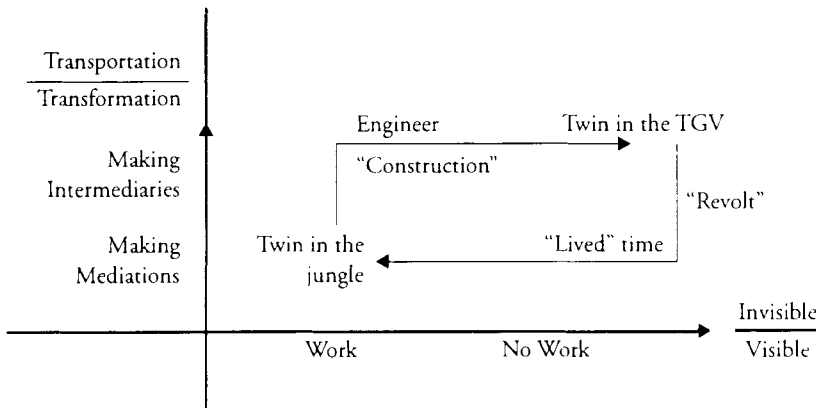 Transportation
Transformation
Engineer
Twin in the TGV
Making
Intermediaries
“Construction”
“Revolt”
Making
Mediations
Twin in the
jungle
“Lived” time
Invisible
Visible
Work
No Work